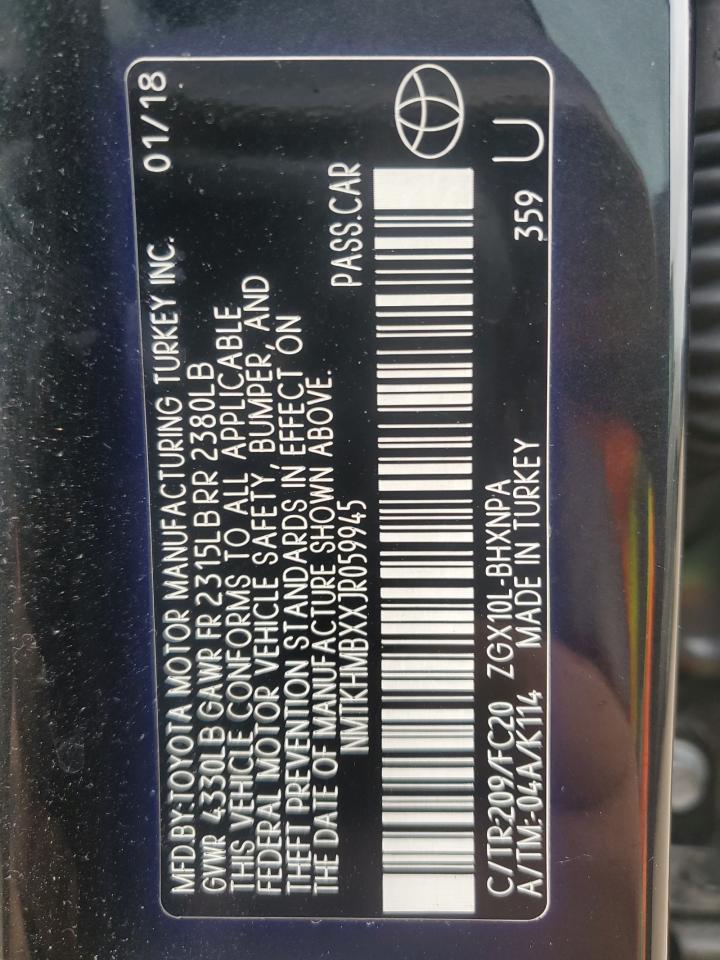 MFD.BY:TOYOTA MOTOR MANUFACTURING TURKEY INC. 01/18
GVWR 4330LB GAWR FR 2315LB RR 2380LB
THIS VEHICLE CONFORMS TO ALL APPLICABLE
FEDERAL MOTOR VEHICLE SAFETY, BUMPER, AND
THEFT PREVENTION STANDARDS IN EFFECT ON
THE DATE OF MANUFACTURE SHOWN ABOVE.
NMTKHMBXXJR059945 PASS.CAR
C/TR:209/FC20 ZGX10L-BHXNPA 359 U
A/TM:-04A/K114 MADE IN TURKEY